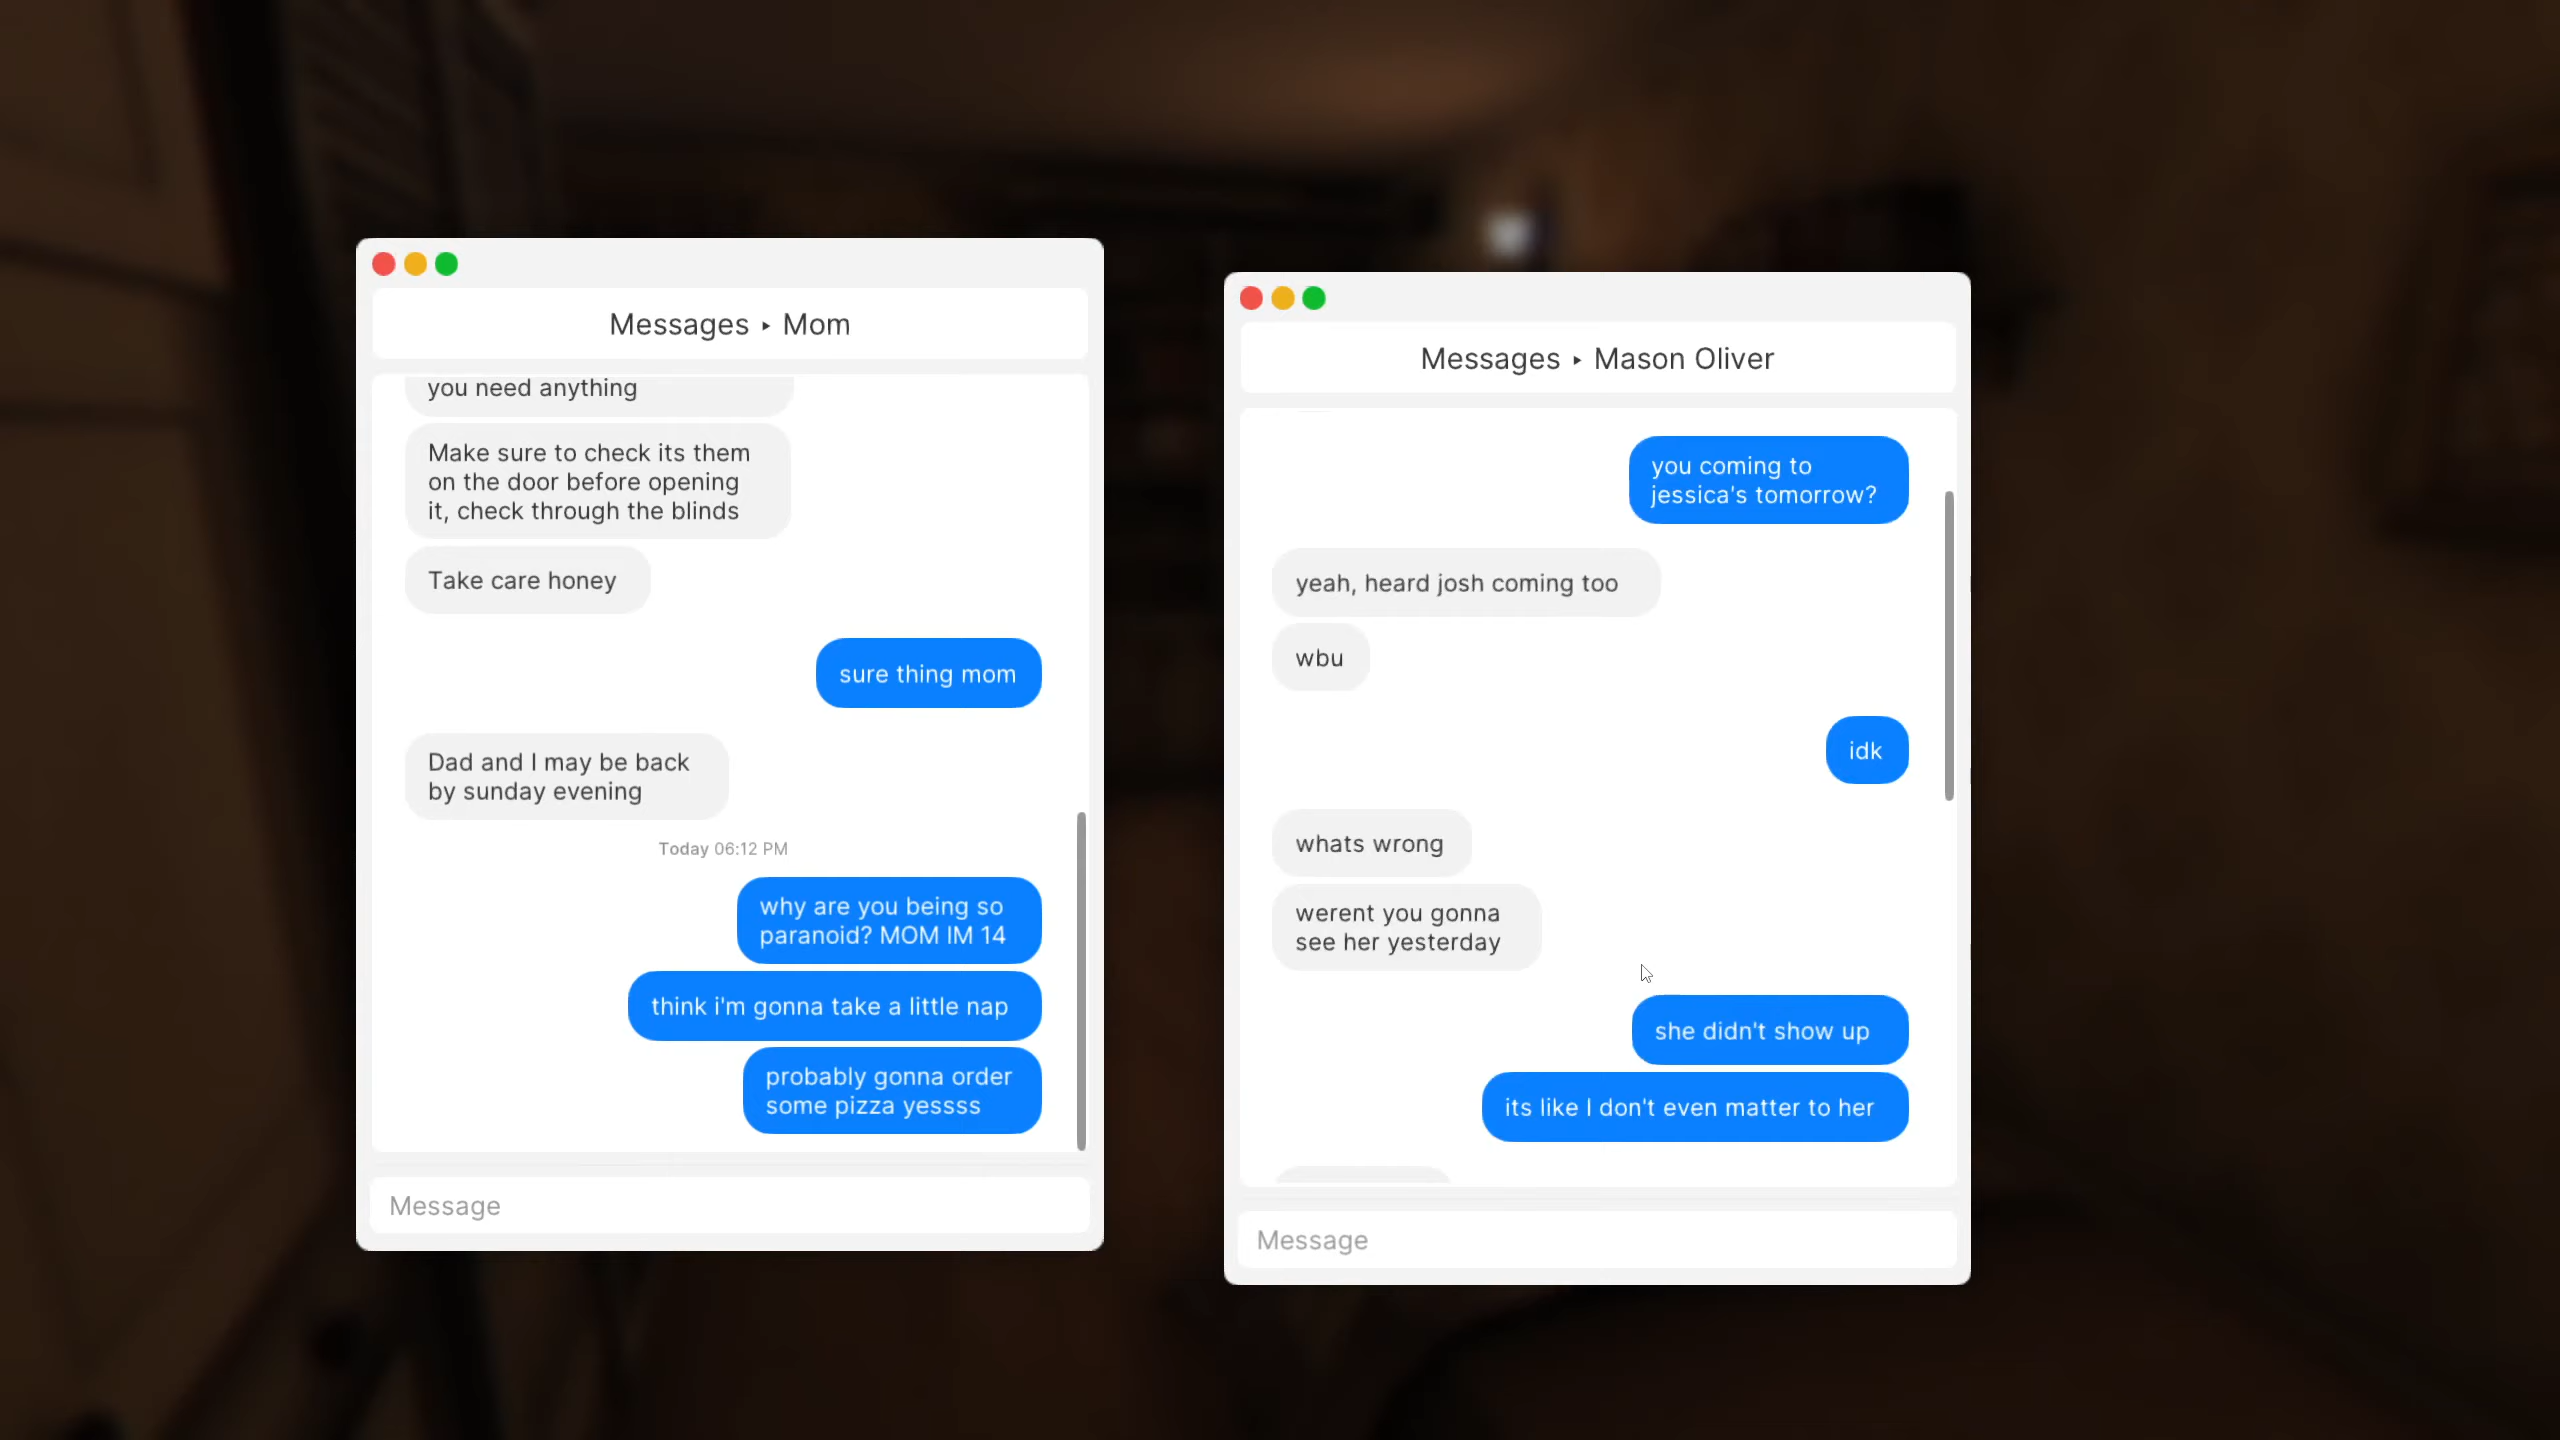 Messages ▸ Mom
you need anything
Make sure to check its them
on the door before opening
it, check through the blinds
Take care honey
sure thing mom
Dad and I may be back
by sunday evening
Today 06:12 PM
why are you being so
paranoid? MOM IM 14
think i'm gonna take a little nap
probably gonna order
some pizza yessss
Message
Messages ▸ Mason Oliver
you coming to
jessica's tomorrow?
yeah, heard josh coming too
wbu
idk
whats wrong
werent you gonna
see her yesterday
she didn't show up
its like I don't even matter to her
Message